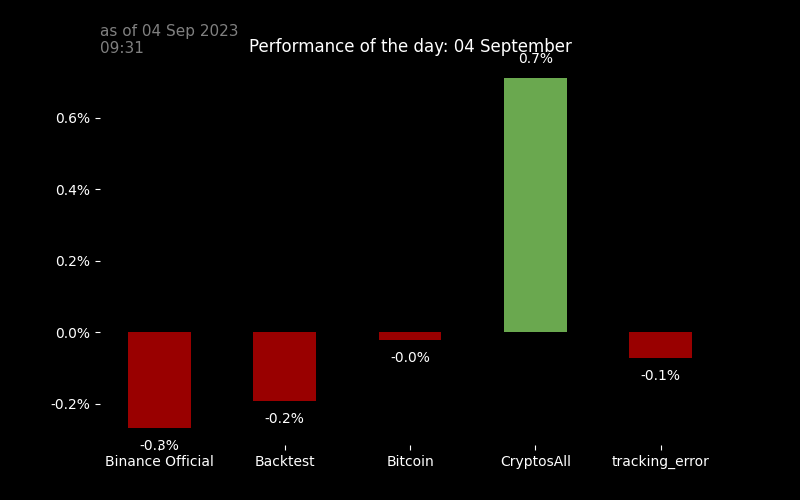 as of 04 Sep 2023
09:31
Performance of the day: 04 September
0.7%
0.6%
0.4%
0.2%
0.0%
-0.2%
-0.3%
-0.2%
-0.0%
-0.1%
Binance Official
Backtest
Bitcoin
CryptosAll
tracking_error